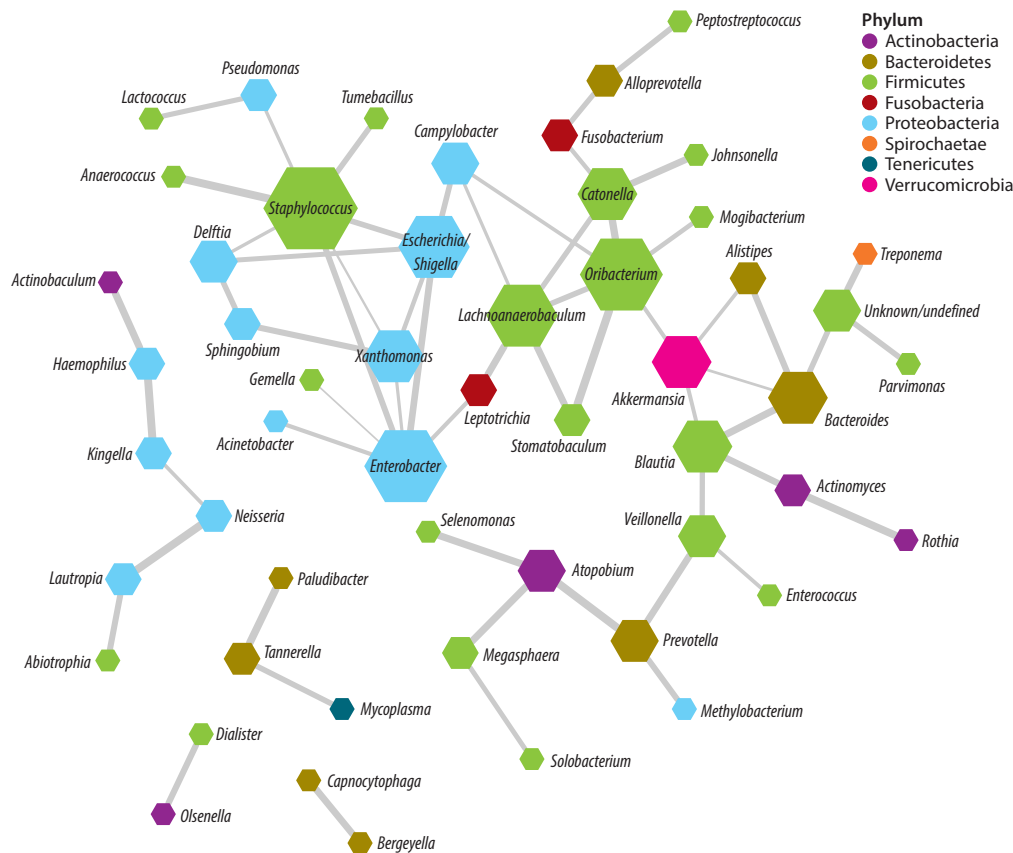 Peptostreptococcus
Phylum
Actinobacteria
Bacteroidetes
Firmicutes
Fusobacteria
Proteobacteria
Spirochaetae
Tenericutes
Verrucomicrobia
Pseudomonas
Alloprevotella
Lactococcus
Tumebacillus
Campylobacter
Fusobacterium
Johnsonella
Anaerococcus
Catonella
Staphylococcus
Mogibacterium
Delftia
Escherichia/
Shigella
Alistipes
Treponema
Actinobaculum
Oribacterium
Lachnoanaerobaculum
Unknown/undefined
Sphingobium
Xanthomonas
Haemophilus
Gemella
Parvimonas
Akkermansia
Leptotrichia
Bacteroides
Acinetobacter
Stomatobaculum
Kingella
Enterobacter
Blautia
Actinomyces
Neisseria
Selenomonas
Veillonella
Rothia
Lautropia
Paludibacter
Atopobium
Enterococcus
Abiotrophia
Tannerella
Megasphaera
Prevotella
Mycoplasma
Methylobacterium
Dialister
Solobacterium
Capnocytophaga
Olsenella
Bergeyella